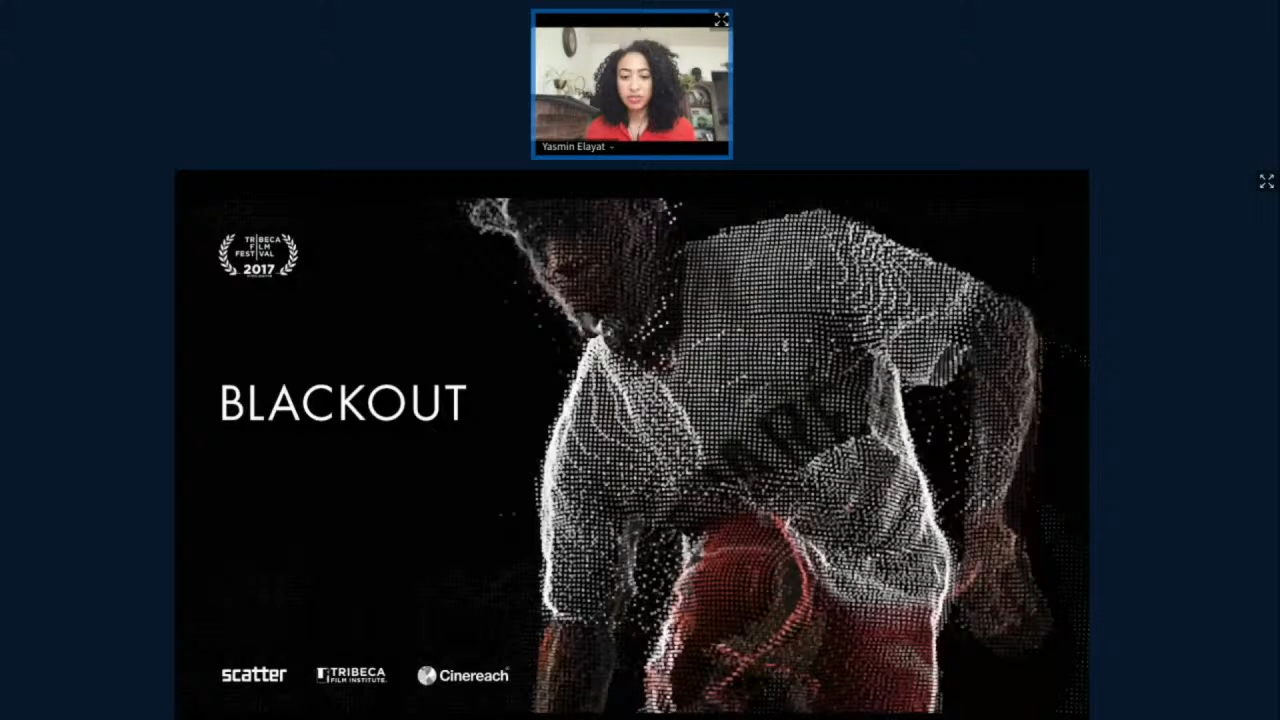 Yasmin Elayat -
TRIBECA
FILM
FESTIVAL
2017
BLACKOUT
scatter
TRIBECA
FILM INSTITUTE.
Cinereach